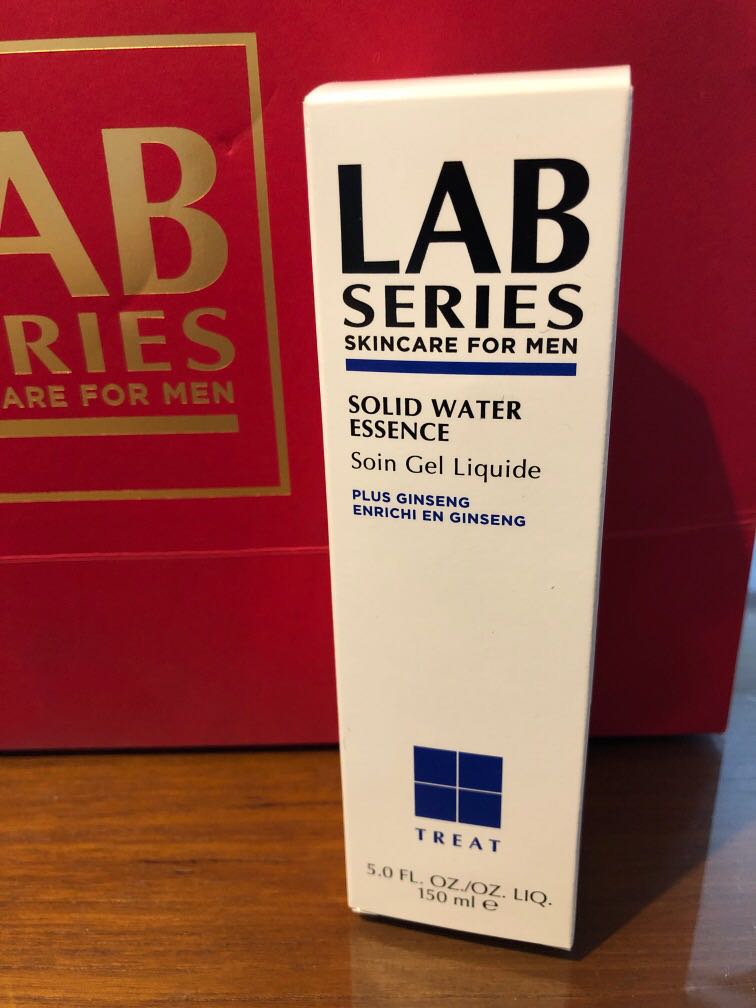 AB
RIES
ARE FOR MEN
LAB
SERIES
SKINCARE FOR MEN
SOLID WATER
ESSENCE
Soin Gel Liquide
PLUS GINSENG
ENRICHI EN GINSENG
TREAT
5.0 FL. OZ./OZ. LIQ.
150 ml ℮